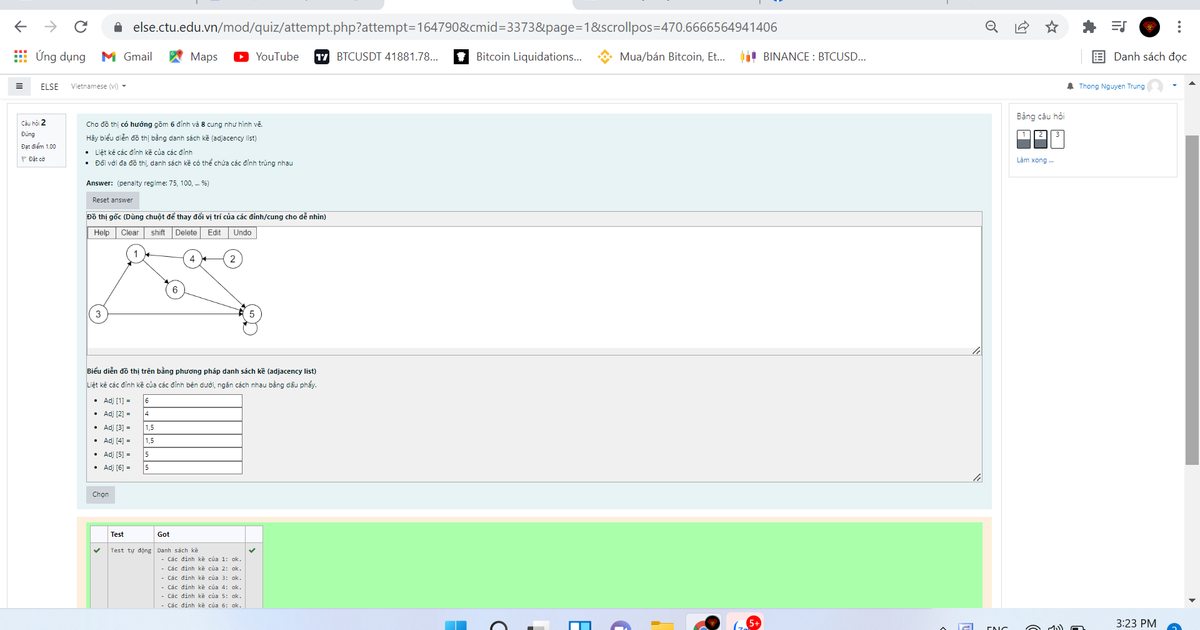 else.ctu.edu.vn/mod/quiz/attempt.php?attempt=164790&cmid=3373&page=1&scrollpos=470.6666564941406
Ứng dụng Gmail Maps YouTube BTCUSDT 41881.78... Bitcoin Liquidations... Mua/bán Bitcoin, Et... BINANCE : BTCUSD... Danh sách đọc
ELSE Vietnamese (vi) Thong Nguyen Trung
Câu hỏi 2
Đúng
Đạt điểm 1,00
Đặt cờ
Cho đồ thị có hướng gồm 6 đỉnh và 8 cung như hình vẽ.
Hãy biểu diễn đồ thị bằng danh sách kề (adjacency list)
• Liệt kê các đỉnh kề của các đỉnh
• Đối với đa đồ thị, danh sách kề có thể chứa các đỉnh trùng nhau
Answer: (penalty regime: 75, 100, ... %)
Reset answer
Đồ thị gốc (Dùng chuột để thay đổi vị trí của các đỉnh/cung cho dễ nhìn)
Help Clear shift Delete Edit Undo
1
4
2
6
3
5
Biểu diễn đồ thị trên bằng phương pháp danh sách kề (adjacency list)
Liệt kê các đỉnh kề của các đỉnh bên dưới, ngăn cách nhau bằng dấu phẩy.
• Adj [1] = 6
• Adj [2] = 4
• Adj [3] = 1,5
• Adj [4] = 1,5
• Adj [5] = 5
• Adj [6] = 5
Chọn
Test Got
Test tự động Danh sách kề
- Các đỉnh kề của 1: ok.
- Các đỉnh kề của 2: ok.
- Các đỉnh kề của 3: ok.
- Các đỉnh kề của 4: ok.
- Các đỉnh kề của 5: ok.
- Các đỉnh kề của 6: ok.
Bảng câu hỏi
1 2 3
Làm xong ...
5+
ENG
3:23 PM